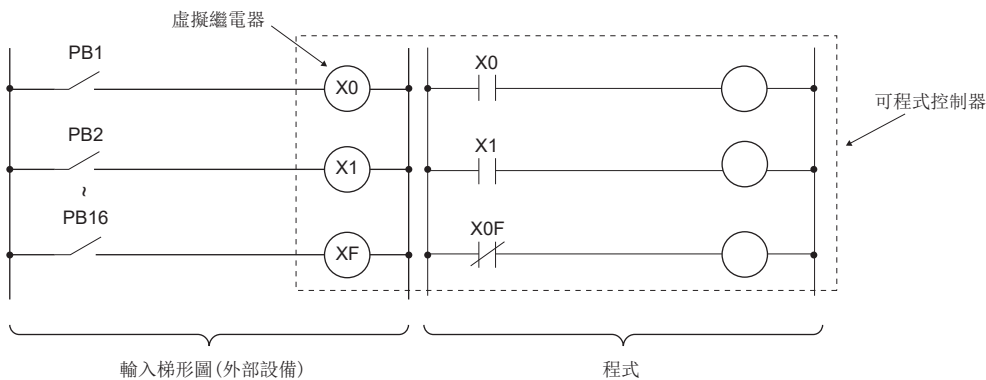 虛擬繼電器
PB1
X0
X0
可程式控制器
PB2
X1
X1
~
PB16
XF
X0F
輸入梯形圖(外部設備)
程式